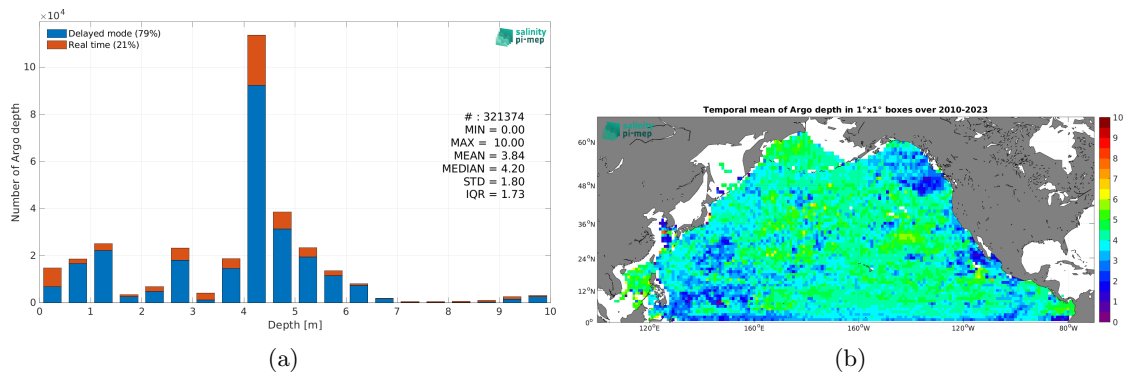 ×10⁴
Delayed mode (79%)
Real time (21%)
salinity
pi-mep
# : 321374
MIN = 0.00
MAX = 10.00
MEAN = 3.84
MEDIAN = 4.20
STD = 1.80
IQR = 1.73
Number of Argo depth
10
8
6
4
2
0
0 1 2 3 4 5 6 7 8 9 10
Depth [m]
(a)
Temporal mean of Argo depth in 1°x1° boxes over 2010-2023
salinity
pi-mep
60°N
48°N
36°N
24°N
12°N
0°
120°E 160°E 160°W 120°W 80°W
10
9
8
7
6
5
4
3
2
1
0
(b)